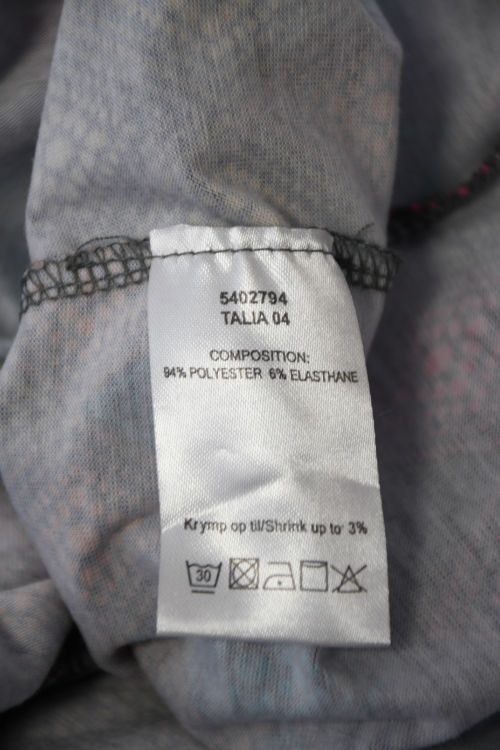 5402794
TALIA 04
COMPOSITION:
94% POLYESTER 6% ELASTHANE
Krymp op til/Shrink up to 3%
30